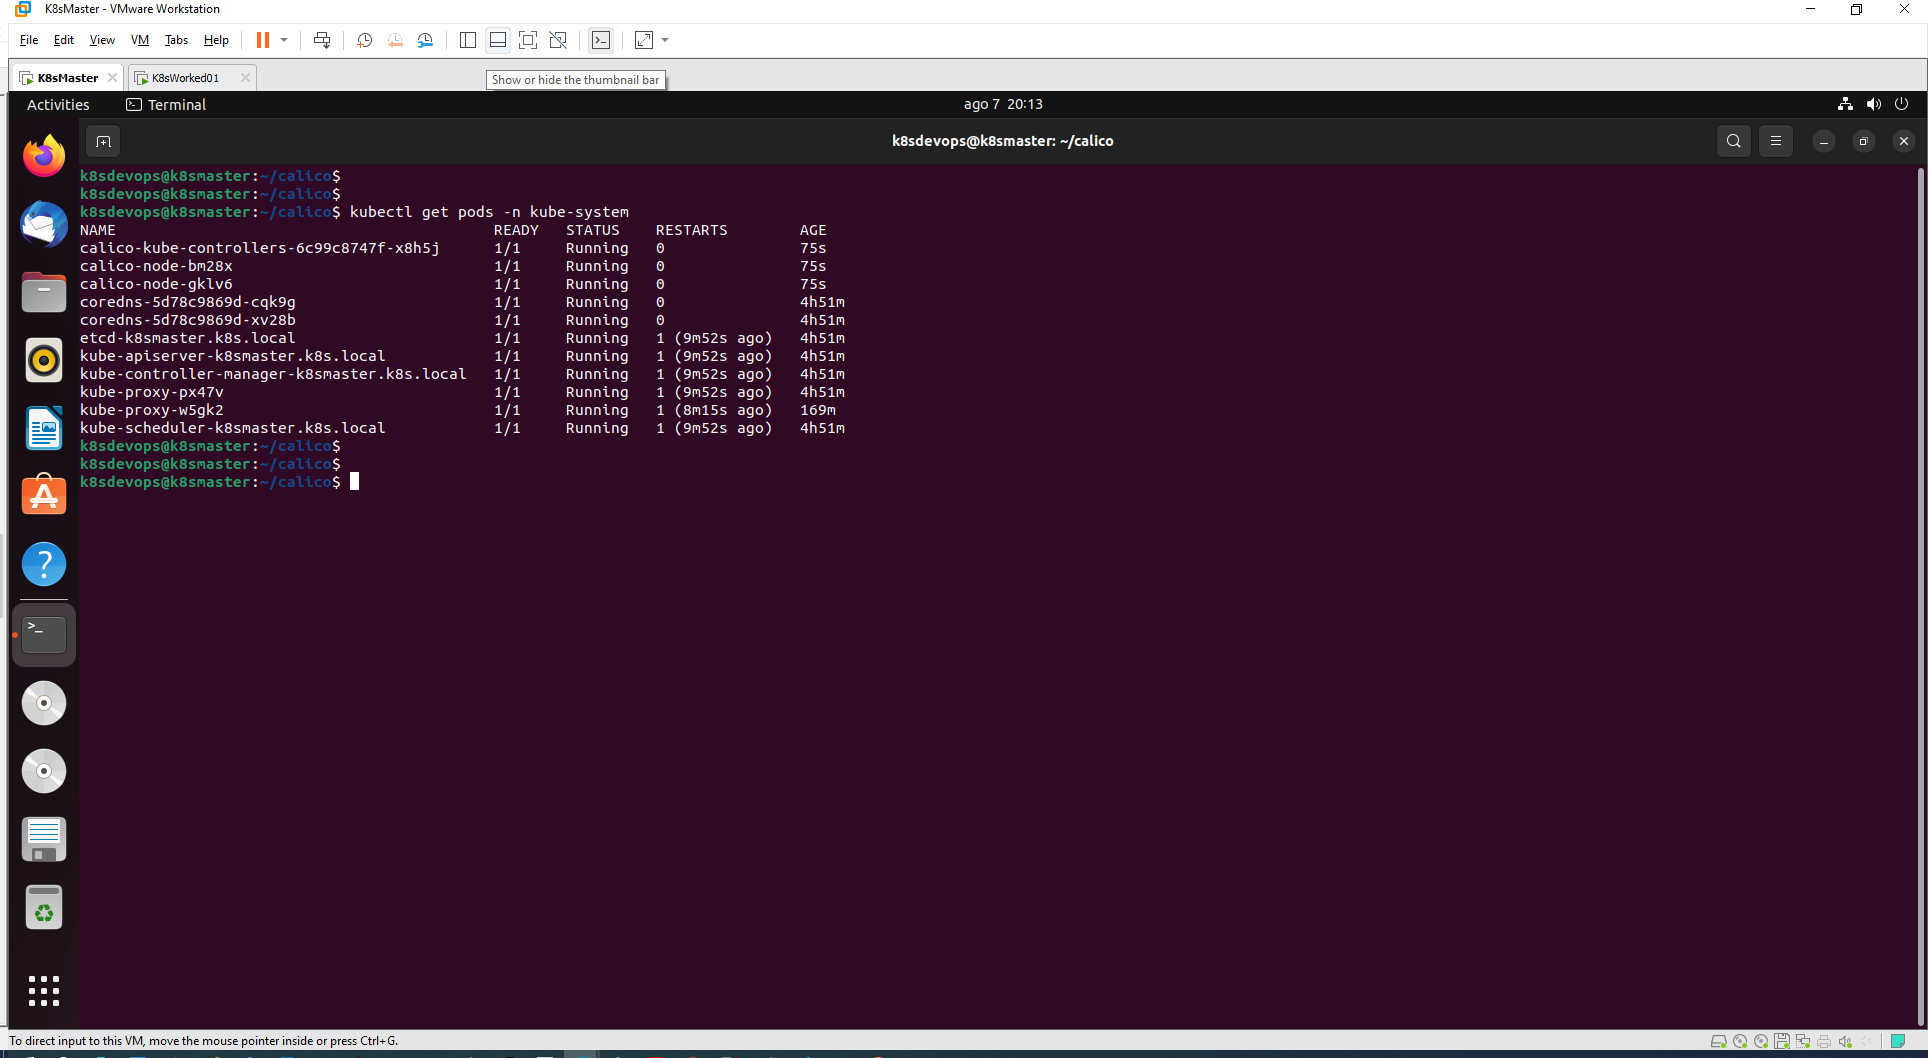 K8sMaster - VMware Workstation
File Edit View VM Tabs Help
K8sMaster K8sWorked01
Show or hide the thumbnail bar
Activities Terminal ago 7 20:13
k8sdevops@k8smaster: ~/calico
k8sdevops@k8smaster:~/calico$
k8sdevops@k8smaster:~/calico$
k8sdevops@k8smaster:~/calico$ kubectl get pods -n kube-system
NAME READY STATUS RESTARTS AGE
calico-kube-controllers-6c99c8747f-x8h5j 1/1 Running 0 75s
calico-node-bm28x 1/1 Running 0 75s
calico-node-gklv6 1/1 Running 0 75s
coredns-5d78c9869d-cqk9g 1/1 Running 0 4h51m
coredns-5d78c9869d-xv28b 1/1 Running 0 4h51m
etcd-k8smaster.k8s.local 1/1 Running 1 (9m52s ago) 4h51m
kube-apiserver-k8smaster.k8s.local 1/1 Running 1 (9m52s ago) 4h51m
kube-controller-manager-k8smaster.k8s.local 1/1 Running 1 (9m52s ago) 4h51m
kube-proxy-px47v 1/1 Running 1 (9m52s ago) 4h51m
kube-proxy-w5gk2 1/1 Running 1 (8m15s ago) 169m
kube-scheduler-k8smaster.k8s.local 1/1 Running 1 (9m52s ago) 4h51m
k8sdevops@k8smaster:~/calico$
k8sdevops@k8smaster:~/calico$
k8sdevops@k8smaster:~/calico$
To direct input to this VM, move the mouse pointer inside or press Ctrl+G.